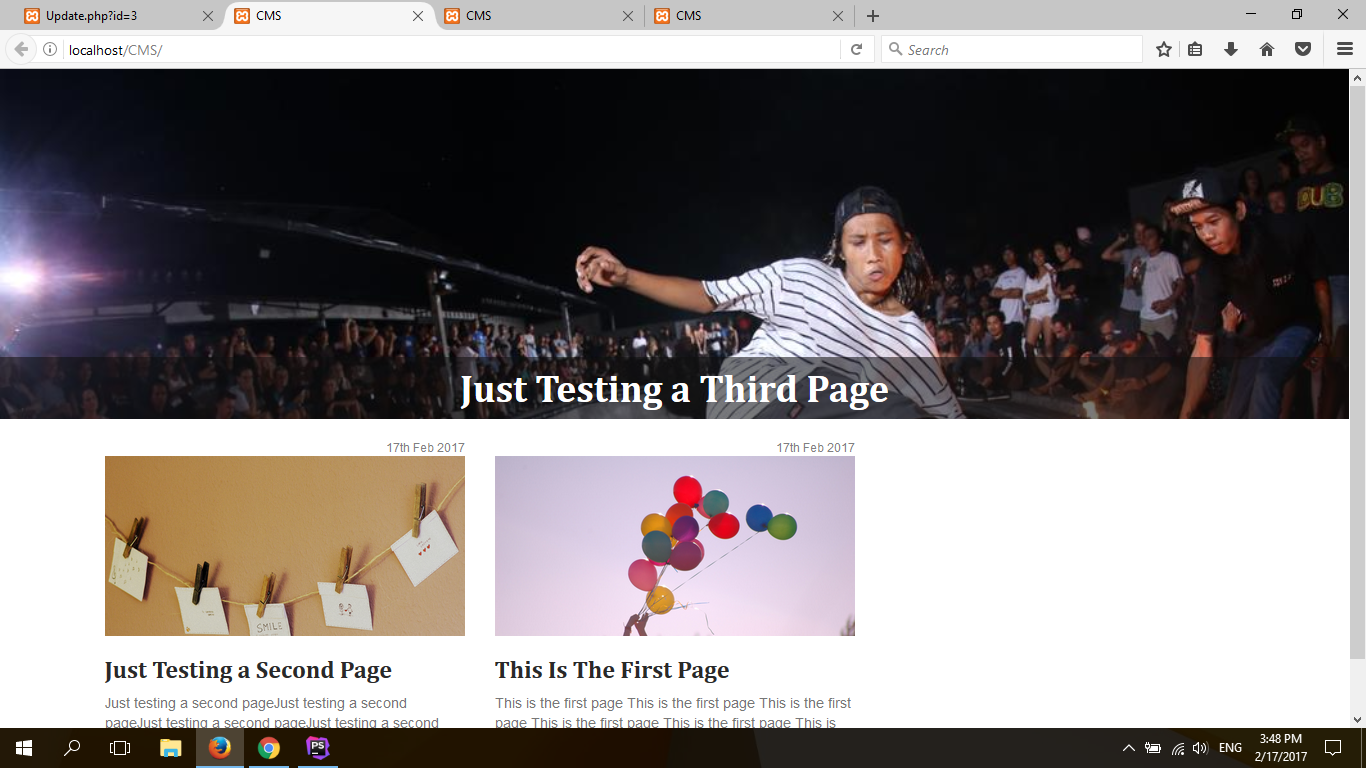 Update.php?id=3
CMS
CMS
CMS
localhost/CMS/
Search
DUB
Just Testing a Third Page
17th Feb 2017
17th Feb 2017
SMILE
Just Testing a Second Page
This Is The First Page
Just testing a second pageJust testing a second
pageJust testing a second pageJust testing a second
This is the first page This is the first page This is the first
page This is the first page This is the first page This is
PS
ENG
3:48 PM
2/17/2017